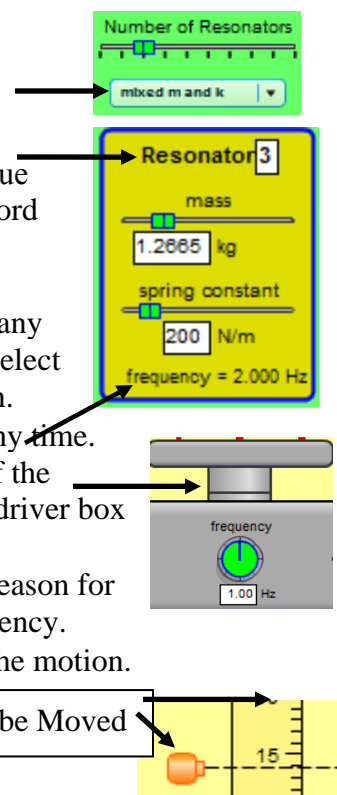 Number of Resonators
mixed m and k
Resonator 3
ue
ord
mass
1.2665 kg
spring constant
any
200 N/m
elect
frequency = 2.000 Hz
n.
ny time.
f the
driver box
frequency
eason for
1.00 Hz
ency.
he motion.
be Moved
15